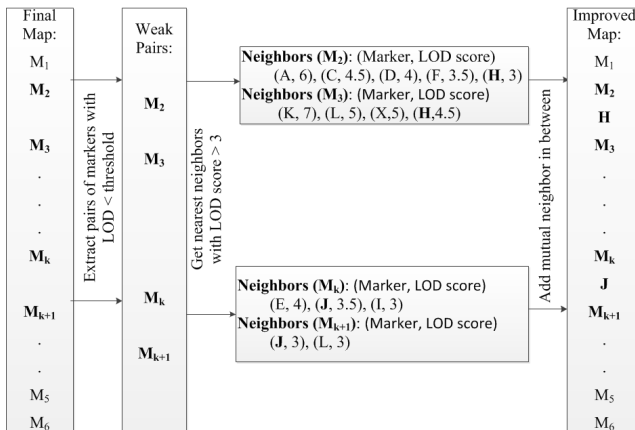 Final
Map:
M1
M2
M3
.
.
.
Mk
Mk+1
.
.
M5
M6
Extract pairs of markers with
LOD < threshold
Weak
Pairs:
M2
M3
Mk
Mk+1
Get nearest neighbors
with LOD score > 3
Neighbors (M2): (Marker, LOD score)
(A, 6), (C, 4.5), (D, 4), (F, 3.5), (H, 3)
Neighbors (M3): (Marker, LOD score)
(K, 7), (L, 5), (X,5), (H,4.5)
Neighbors (Mk): (Marker, LOD score)
(E, 4), (J, 3.5), (I, 3)
Neighbors (Mk+1): (Marker, LOD score)
(J, 3), (L, 3)
Add mutual neighbor in between
Improved
Map:
M1
M2
H
M3
.
.
.
Mk
J
Mk+1
.
.
M5
M6